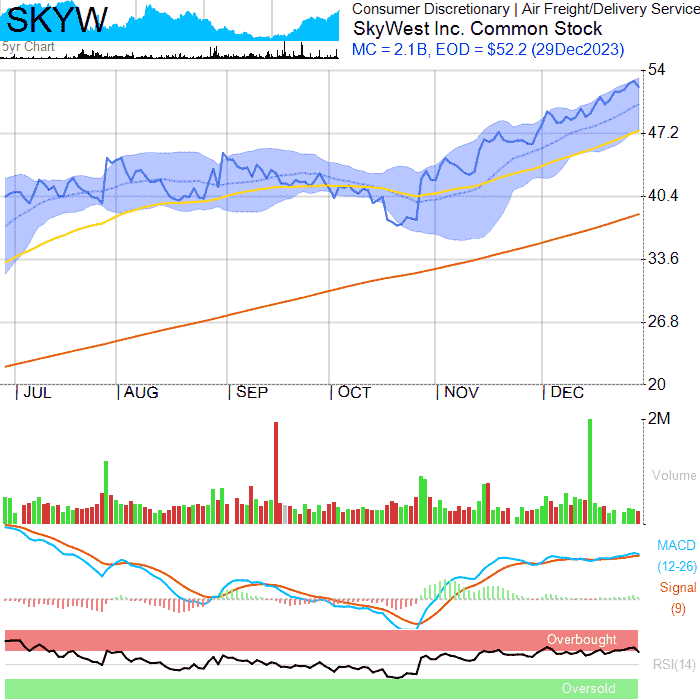 SKYW
5yr Chart
Consumer Discretionary | Air Freight/Delivery Service
SkyWest Inc. Common Stock
MC = 2.1B, EOD = $52.2 (29Dec2023)
54
47.2
40.4
33.6
26.8
20
JUL AUG SEP OCT NOV DEC
2M
Volume
MACD
(12-26)
Signal
(9)
Overbought
RSI(14)
Oversold